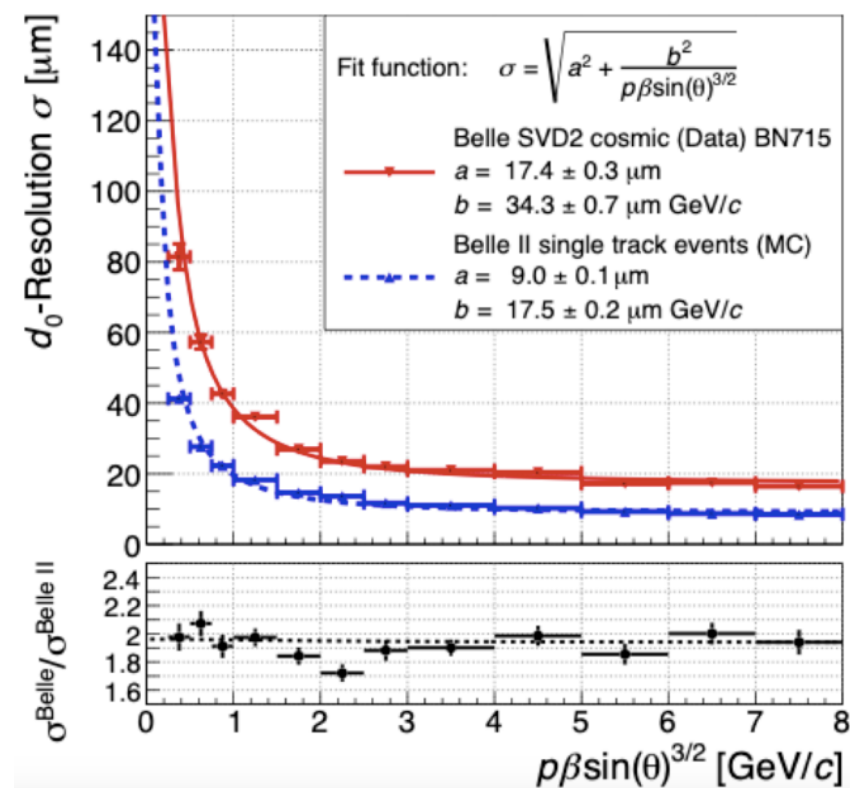 d₀-Resolution σ [μm]
140
120
100
80
60
40
20
0
Fit function: σ = √(a² + b²/(pβsin(θ)^3/2))
Belle SVD2 cosmic (Data) BN715
a = 17.4 ± 0.3 μm
b = 34.3 ± 0.7 μm GeV/c
Belle II single track events (MC)
a = 9.0 ± 0.1 μm
b = 17.5 ± 0.2 μm GeV/c
σ^Belle/σ^Belle II
2.4
2.2
2
1.8
1.6
0 1 2 3 4 5 6 7 8
pβsin(θ)^3/2 [GeV/c]